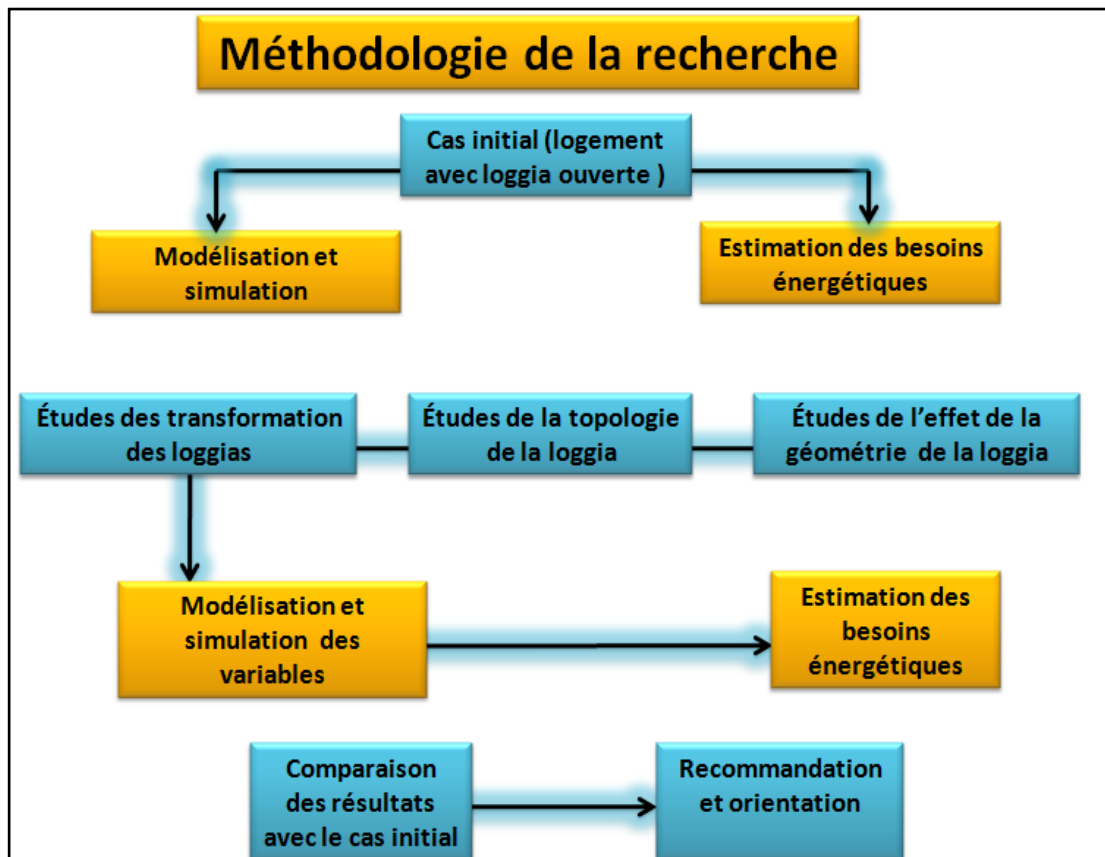 Méthodologie de la recherche
Cas initial (logement
avec loggia ouverte )
Modélisation et
simulation
Estimation des besoins
énergétiques
Études des transformation
des loggias
Études de la topologie
de la loggia
Études de l’effet de la
géométrie de la loggia
Modélisation et
simulation des
variables
Estimation des
besoins
énergétiques
Comparaison
des résultats
avec le cas initial
Recommandation
et orientation